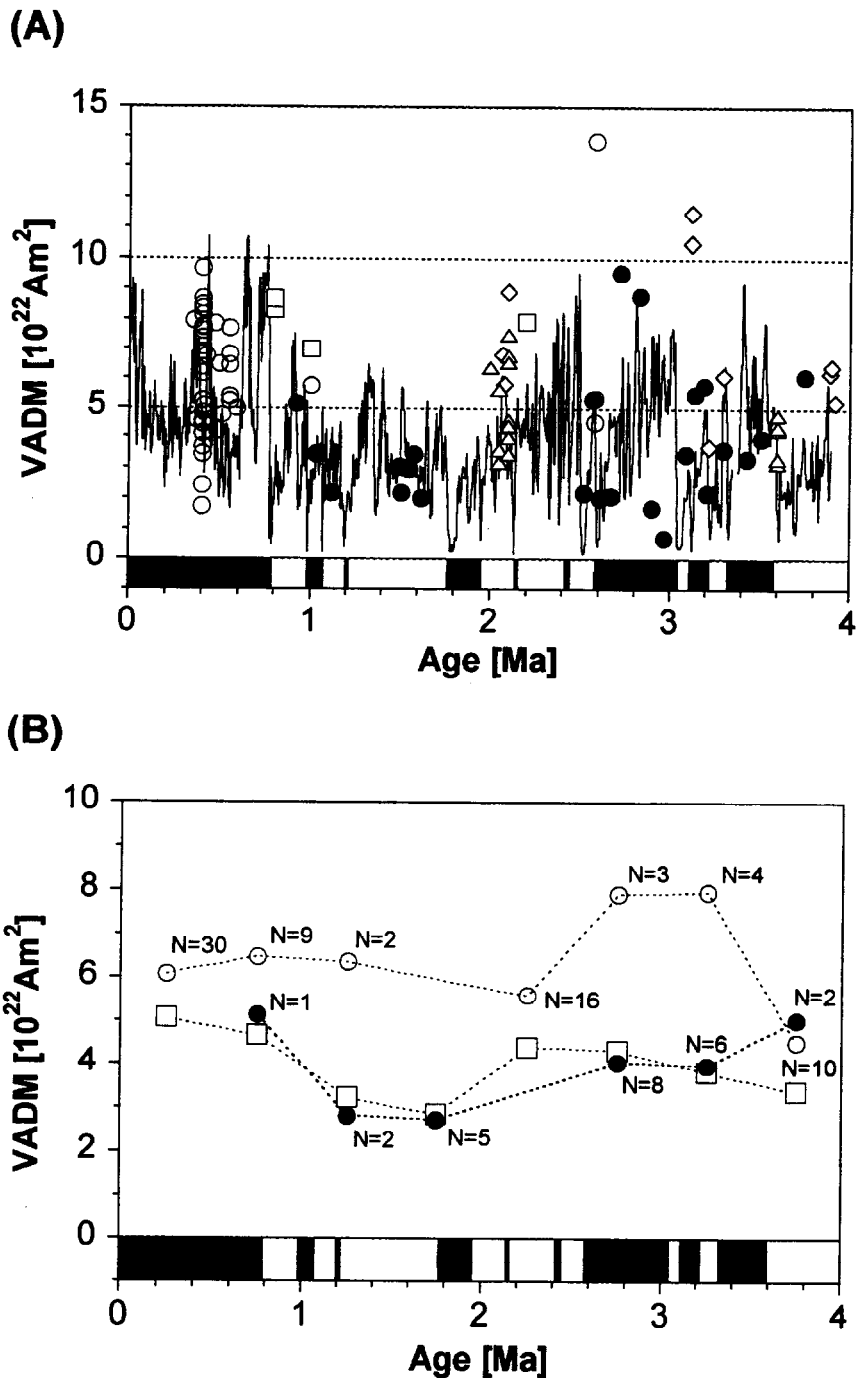 (A)
15
10
5
0
VADM [10²²Am²]
0 1 2 3 4
Age [Ma]
(B)
10
8
6
4
2
0
VADM [10²²Am²]
N=3 N=4
N=30 N=9 N=2
N=16
N=1 N=2
N=6
N=10
N=8
N=2 N=5
0 1 2 3 4
Age [Ma]